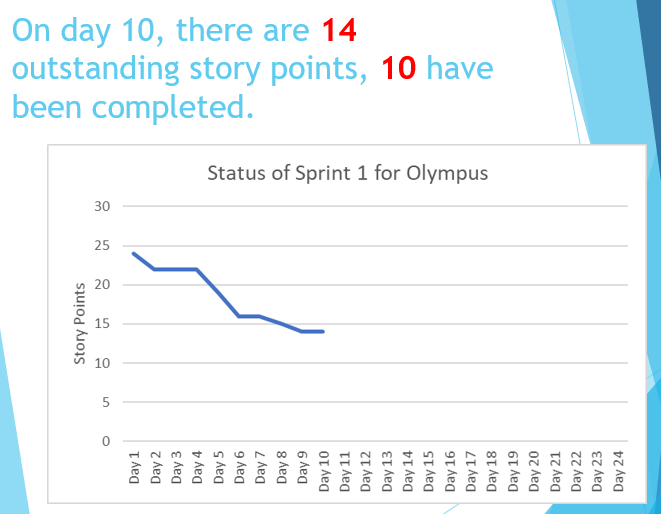 On day 10, there are 14
outstanding story points, 10 have
been completed.
Status of Sprint 1 for Olympus
30
25
20
15
10
5
0
Story Points
Day 1
Day 2
Day 3
Day 4
Day 5
Day 6
Day 7
Day 8
Day 9
Day 10
Day 11
Day 12
Day 13
Day 14
Day 15
Day 16
Day 17
Day 18
Day 19
Day 20
Day 21
Day 22
Day 23
Day 24